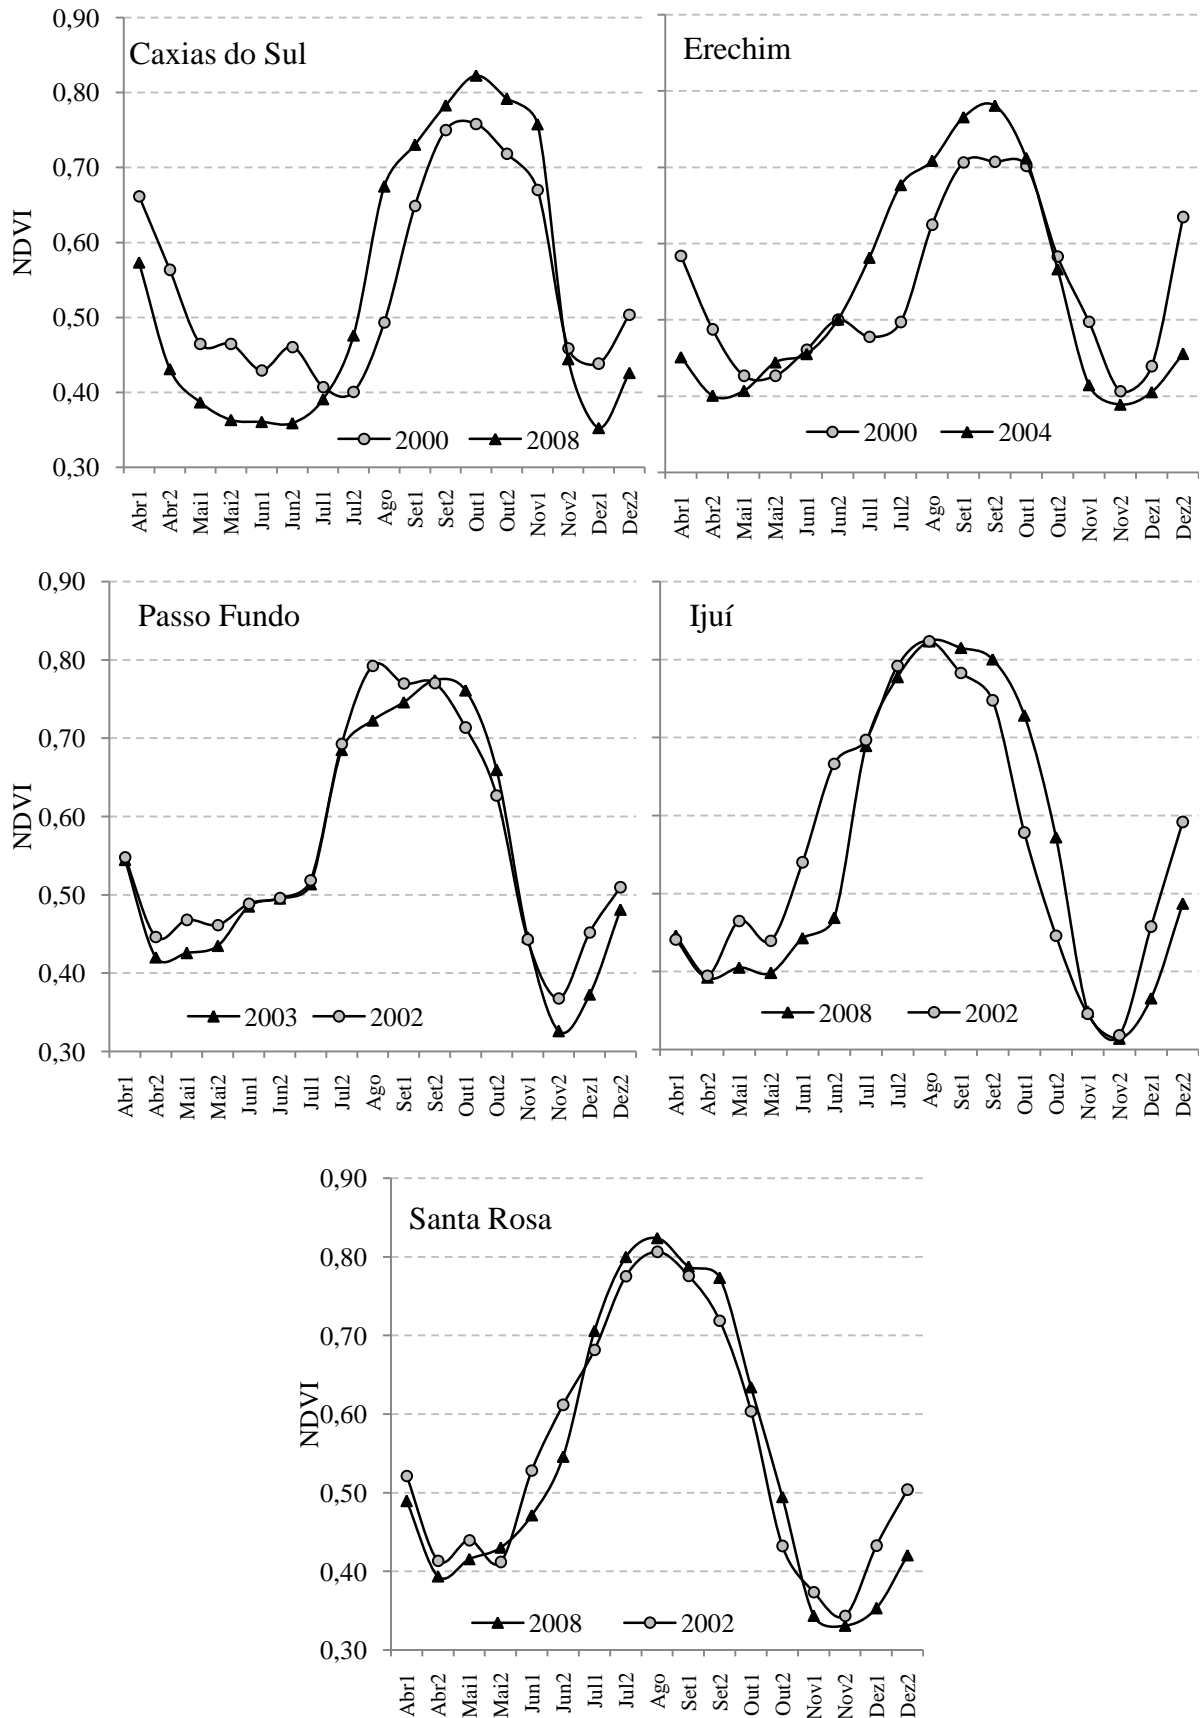 Caxias do Sul
NDVI
0,90
0,80
0,70
0,60
0,50
0,40
0,30
2000 2008
Abr1 Abr2 Mai1 Mai2 Jun1 Jun2 Jul1 Jul2 Ago Set1 Set2 Out1 Out2 Nov1 Nov2 Dez1 Dez2
Erechim
2000 2004
Abr1 Abr2 Mai1 Mai2 Jun1 Jun2 Jul1 Jul2 Ago Set1 Set2 Out1 Out2 Nov1 Nov2 Dez1 Dez2
Passo Fundo
NDVI
0,90
0,80
0,70
0,60
0,50
0,40
0,30
2003 2002
Abr1 Abr2 Mai1 Mai2 Jun1 Jun2 Jul1 Jul2 Ago Set1 Set2 Out1 Out2 Nov1 Nov2 Dez1 Dez2
Ijuí
2008 2002
Abr1 Abr2 Mai1 Mai2 Jun1 Jun2 Jul1 Jul2 Ago Set1 Set2 Out1 Out2 Nov1 Nov2 Dez1 Dez2
Santa Rosa
NDVI
0,90
0,80
0,70
0,60
0,50
0,40
0,30
2008 2002
Abr1 Abr2 Mai1 Mai2 Jun1 Jun2 Jul1 Jul2 Ago Set1 Set2 Out1 Out2 Nov1 Nov2 Dez1 Dez2